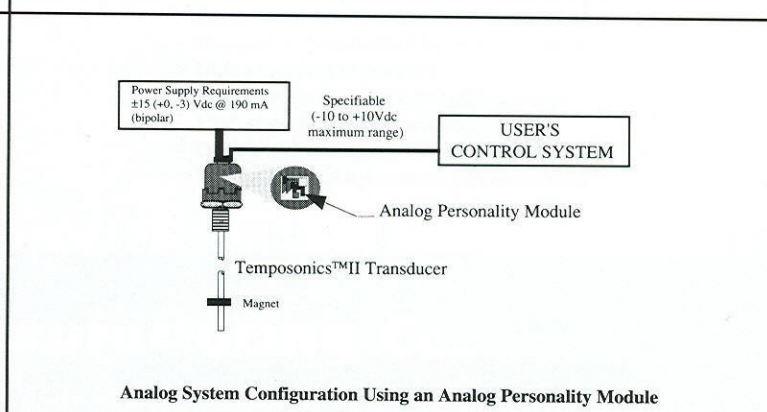 Power Supply Requirements
±15 (+0, -3) Vdc @ 190 mA
(bipolar)
Specifiable
(-10 to +10Vdc
maximum range)
USER'S
CONTROL SYSTEM
Analog Personality Module
Temposonics™II Transducer
Magnet
Analog System Configuration Using an Analog Personality Module